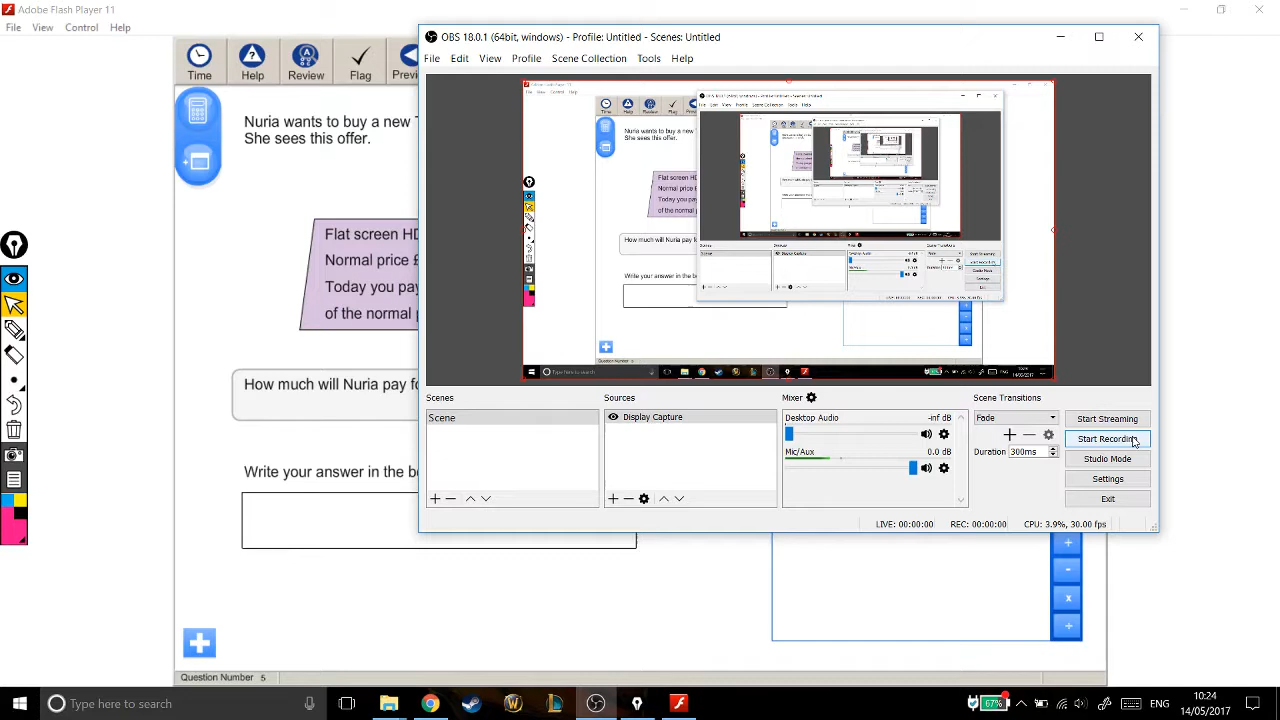 Adobe Flash Player 11
File View Control Help
Time Help Review Flag
Nuria wants to buy a new
She sees this offer.
Flat screen HD
Normal price £
Today you pay
of the normal p
How much will Nuria pay fo
Write your answer in the b
Question Number 5
OBS 18.0.1 (64bit, windows) - Profile: Untitled - Scenes: Untitled
File Edit View Profile Scene Collection Tools Help
Scenes
Scene
Sources
Display Capture
Mixer
Desktop Audio -inf dB
Mic/Aux 0.0 dB
Scene Transitions
Fade
Duration 300ms
Start Streaming
Start Recording
Studio Mode
Settings
Exit
LIVE: 00:00:00 REC: 00:00:00 CPU: 3.9%, 30.00 fps
Type here to search
67%
ENG
10:24
14/05/2017